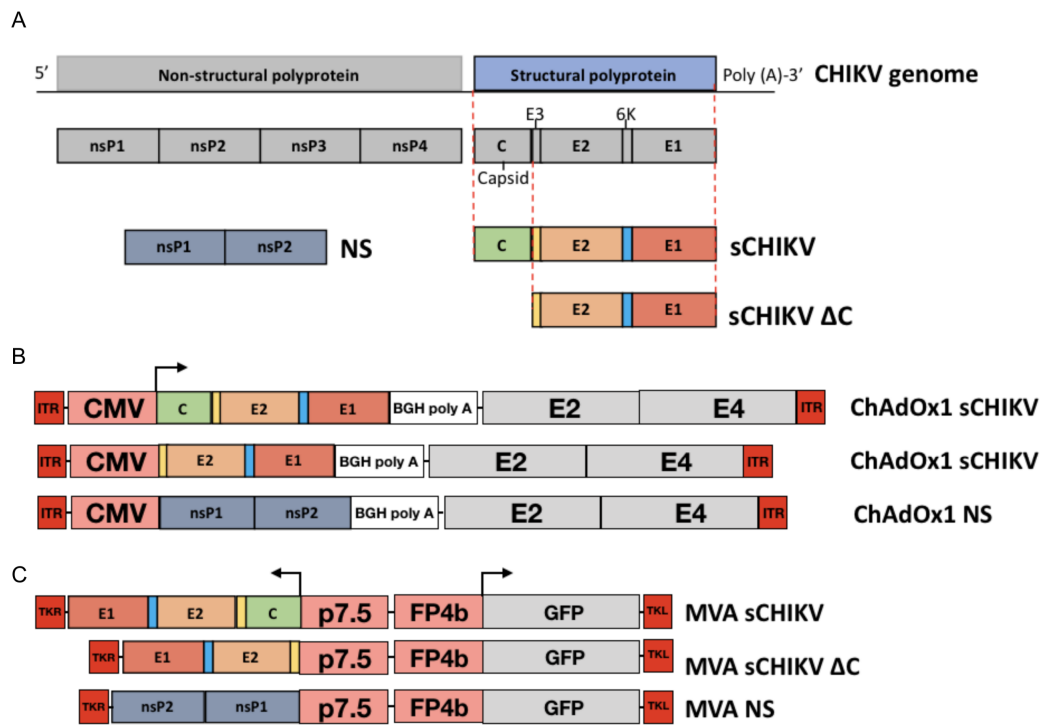 A
5’ Non-structural polyprotein Structural polyprotein Poly (A)-3’ CHIKV genome
E3 6K
nsP1 nsP2 nsP3 nsP4 C E2 E1
Capsid
nsP1 nsP2 NS C E2 E1 sCHIKV
E2 E1 sCHIKV ΔC
B
ITR CMV C E2 E1 BGH poly A E2 E4 ITR ChAdOx1 sCHIKV
ITR CMV E2 E1 BGH poly A E2 E4 ITR ChAdOx1 sCHIKV
ITR CMV nsP1 nsP2 BGH poly A E2 E4 ITR ChAdOx1 NS
C
TKR E1 E2 C p7.5 FP4b GFP TKL MVA sCHIKV
TKR E1 E2 p7.5 FP4b GFP TKL MVA sCHIKV ΔC
TKR nsP2 nsP1 p7.5 FP4b GFP TKL MVA NS